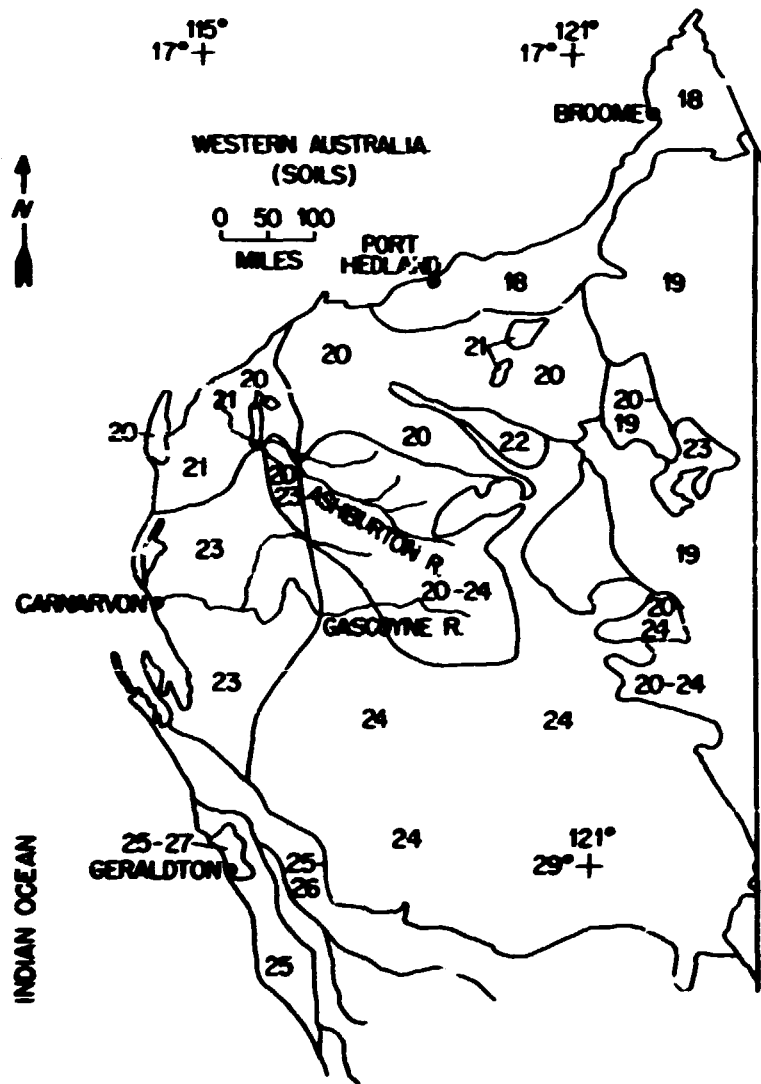 115°
17° +
121°
17° +
18
BROOME
WESTERN AUSTRALIA
(SOILS)
N
0 50 100
MILES
PORT
HEDLAND
18
19
21
20
20
20
21
20
20
19
20
21
22
23
20
23
ASHBURTON R.
23
19
CARNARVON
20-24
GASCOYNE R.
20
24
23
20-24
24
24
INDIAN OCEAN
25-27
GERALDTON
24
121°
29° +
25
26
25